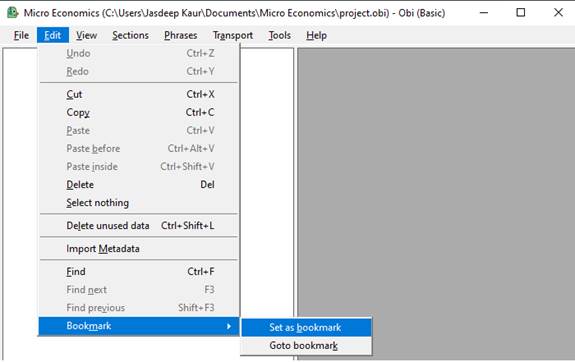 Micro Economics (C:\Users\Jasdeep Kaur\Documents\Micro Economics\project.obi) - Obi (Basic)
File Edit View Sections Phrases Transport Tools Help
Undo Ctrl+Z
Redo Ctrl+Y
Cut Ctrl+X
Copy Ctrl+C
Paste Ctrl+V
Paste before Ctrl+Alt+V
Paste inside Ctrl+Shift+V
Delete Del
Select nothing
Delete unused data Ctrl+Shift+L
Import Metadata
Find Ctrl+F
Find next F3
Find previous Shift+F3
Bookmark
Set as bookmark
Goto bookmark